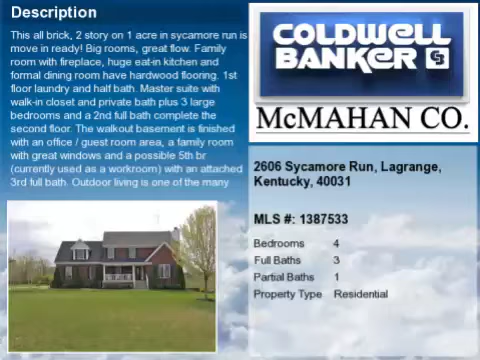 Description
This all brick, 2 story on 1 acre in sycamore run is
move in ready! Big rooms, great flow. Family
room with fireplace, huge eat-in kitchen and
formal dining room have hardwood flooring. 1st
floor laundry and half bath. Master suite with
walk-in closet and private bath plus 3 large
bedrooms and a 2nd full bath complete the
second floor. The walkout basement is finished
with an office / guest room area, a family room
with great windows and a possible 5th br
(currently used as a workroom) with an attached
3rd full bath. Outdoor living is one of the many
COLDWELL
BANKER CB
McMAHAN CO.
2606 Sycamore Run, Lagrange,
Kentucky, 40031
MLS #: 1387533
Bedrooms 4
Full Baths 3
Partial Baths 1
Property Type Residential